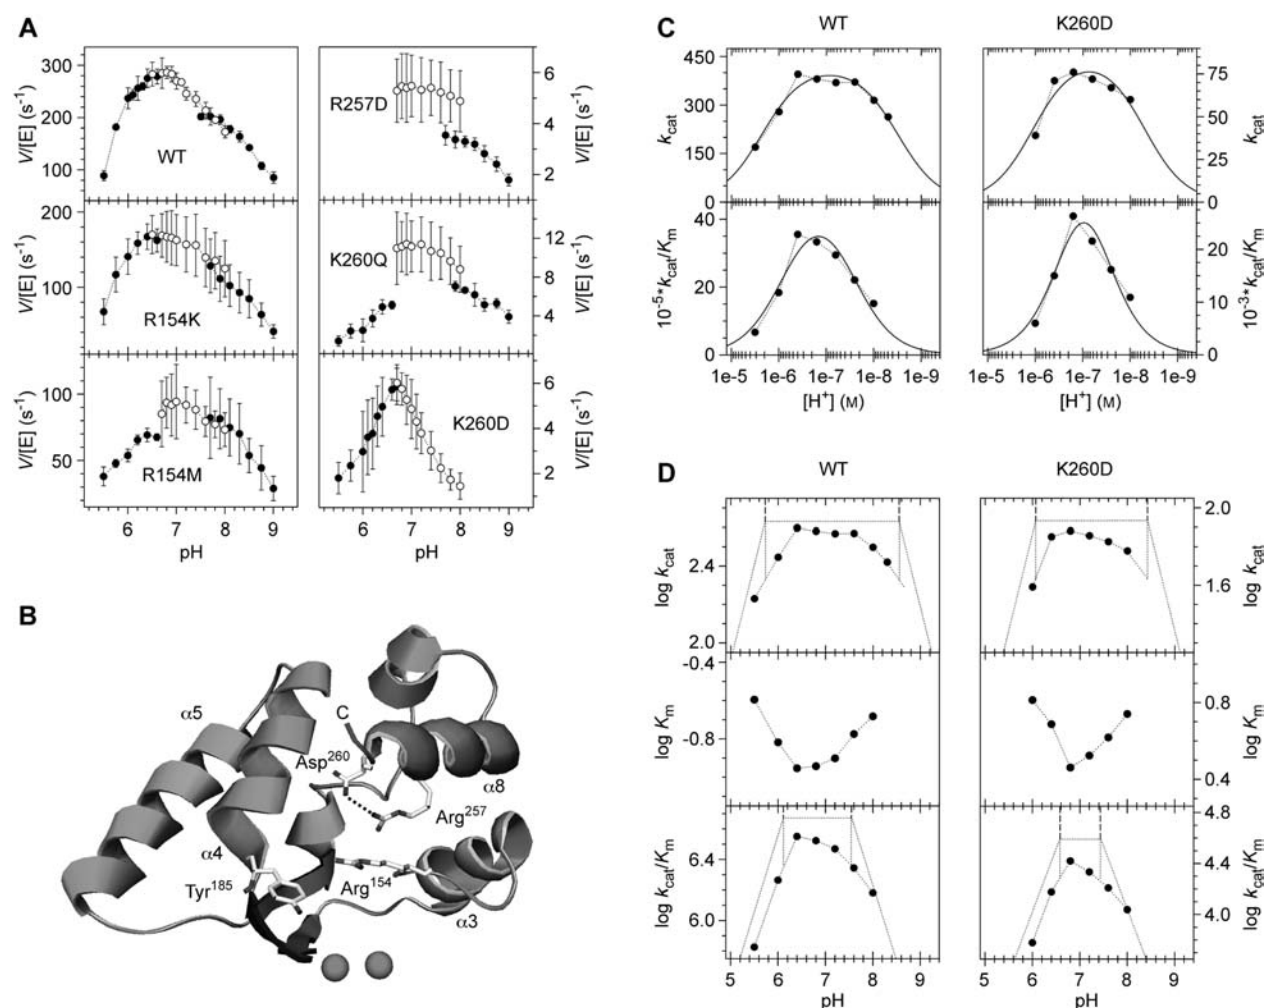 A
V/[E] (s⁻¹)
300
200
100
WT
6
4
2
R257D
V/[E] (s⁻¹)
V/[E] (s⁻¹)
200
100
R154K
12
8
4
K260Q
V/[E] (s⁻¹)
V/[E] (s⁻¹)
100
50
R154M
6
4
2
K260D
V/[E] (s⁻¹)
6 7 8 9
6 7 8 9
pH
pH
B
α5
C
Asp²⁶⁰
α8
Arg²⁵⁷
α4
Tyr¹⁸⁵
Arg¹⁵⁴
α3
C
WT
K260D
kcat
450
300
150
0
75
50
25
0
kcat
10⁻⁵*kcat/Km
40
20
0
20
10
0
10⁻³*kcat/Km
1e-5 1e-6 1e-7 1e-8 1e-9
1e-5 1e-6 1e-7 1e-8 1e-9
[H⁺] (M)
[H⁺] (M)
D
WT
K260D
log kcat
2.4
2.0
2.0
1.6
log kcat
log Km
-0.4
-0.8
0.8
0.4
log Km
log kcat/Km
6.4
6.0
4.8
4.4
4.0
log kcat/Km
5 6 7 8 9
5 6 7 8 9
pH
pH